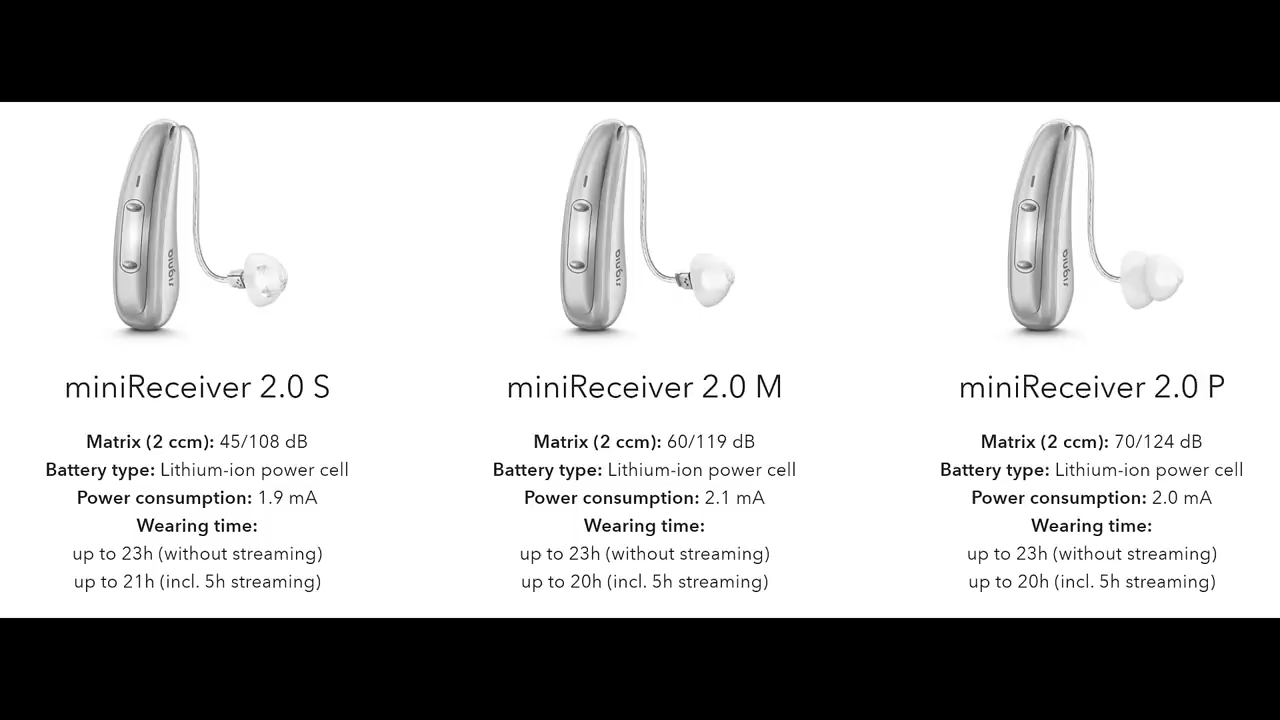 signia
signia
signia
miniReceiver 2.0 S
Matrix (2 ccm): 45/108 dB
Battery type: Lithium-ion power cell
Power consumption: 1.9 mA
Wearing time:
up to 23h (without streaming)
up to 21h (incl. 5h streaming)
miniReceiver 2.0 M
Matrix (2 ccm): 60/119 dB
Battery type: Lithium-ion power cell
Power consumption: 2.1 mA
Wearing time:
up to 23h (without streaming)
up to 20h (incl. 5h streaming)
miniReceiver 2.0 P
Matrix (2 ccm): 70/124 dB
Battery type: Lithium-ion power cell
Power consumption: 2.0 mA
Wearing time:
up to 23h (without streaming)
up to 20h (incl. 5h streaming)